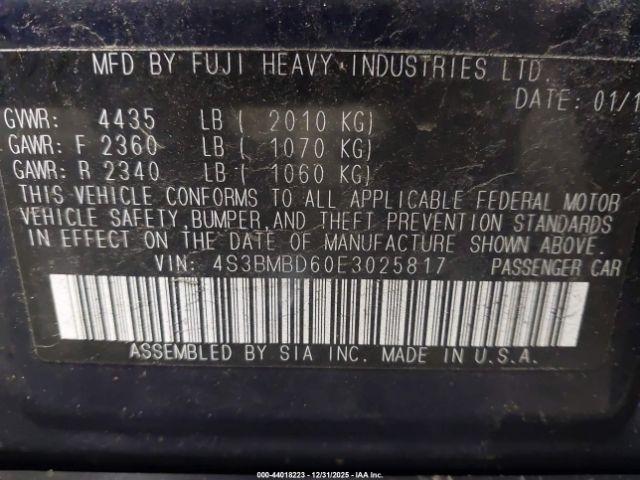 MFD BY FUJI HEAVY INDUSTRIES LTD.
DATE: 01/1
GVWR: 4435 LB ( 2010 KG)
GAWR: F 2360 LB ( 1070 KG)
GAWR: R 2340 LB ( 1060 KG)
THIS VEHICLE CONFORMS TO ALL APPLICABLE FEDERAL MOTOR
VEHICLE SAFETY, BUMPER, AND THEFT PREVENTION STANDARDS
IN EFFECT ON THE DATE OF MANUFACTURE SHOWN ABOVE.
VIN: 4S3BMBD60E3025817 PASSENGER CAR
ASSEMBLED BY SIA INC. MADE IN U.S.A.
000-44018223 - 12/31/2025 - IAAI.com